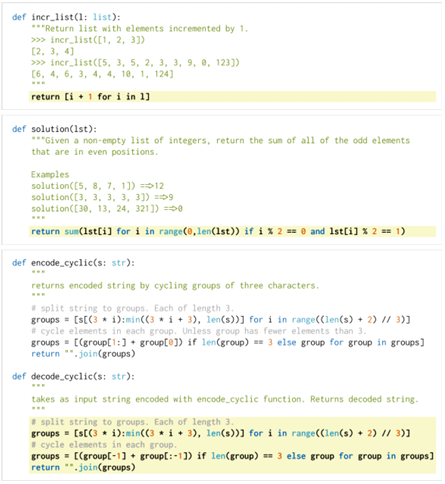 def incr_list(l: list):
"""Return list with elements incremented by 1.
>>> incr_list([1, 2, 3])
[2, 3, 4]
>>> incr_list([5, 3, 5, 2, 3, 3, 9, 0, 123])
[6, 4, 6, 3, 4, 4, 10, 1, 124]
"""
return [i + 1 for i in l]
def solution(lst):
"""Given a non-empty list of integers, return the sum of all of the odd elements
that are in even positions.
Examples
solution([5, 8, 7, 1]) ==>12
solution([3, 3, 3, 3, 3]) ==>9
solution([30, 13, 24, 321]) ==>0
"""
return sum(lst[i] for i in range(0,len(lst)) if i % 2 == 0 and lst[i] % 2 == 1)
def encode_cyclic(s: str):
"""
returns encoded string by cycling groups of three characters.
"""
# split string to groups. Each of length 3.
groups = [s[(3 * i):min((3 * i + 3), len(s))] for i in range((len(s) + 2) // 3)]
# cycle elements in each group. Unless group has fewer elements than 3.
groups = [(group[1:] + group[0]) if len(group) == 3 else group for group in groups]
return "".join(groups)
def decode_cyclic(s: str):
"""
takes as input string encoded with encode_cyclic function. Returns decoded string.
"""
# split string to groups. Each of length 3.
groups = [s[(3 * i):min((3 * i + 3), len(s))] for i in range((len(s) + 2) // 3)]
# cycle elements in each group.
groups = [(group[-1] + group[:-1]) if len(group) == 3 else group for group in groups]
return "".join(groups)